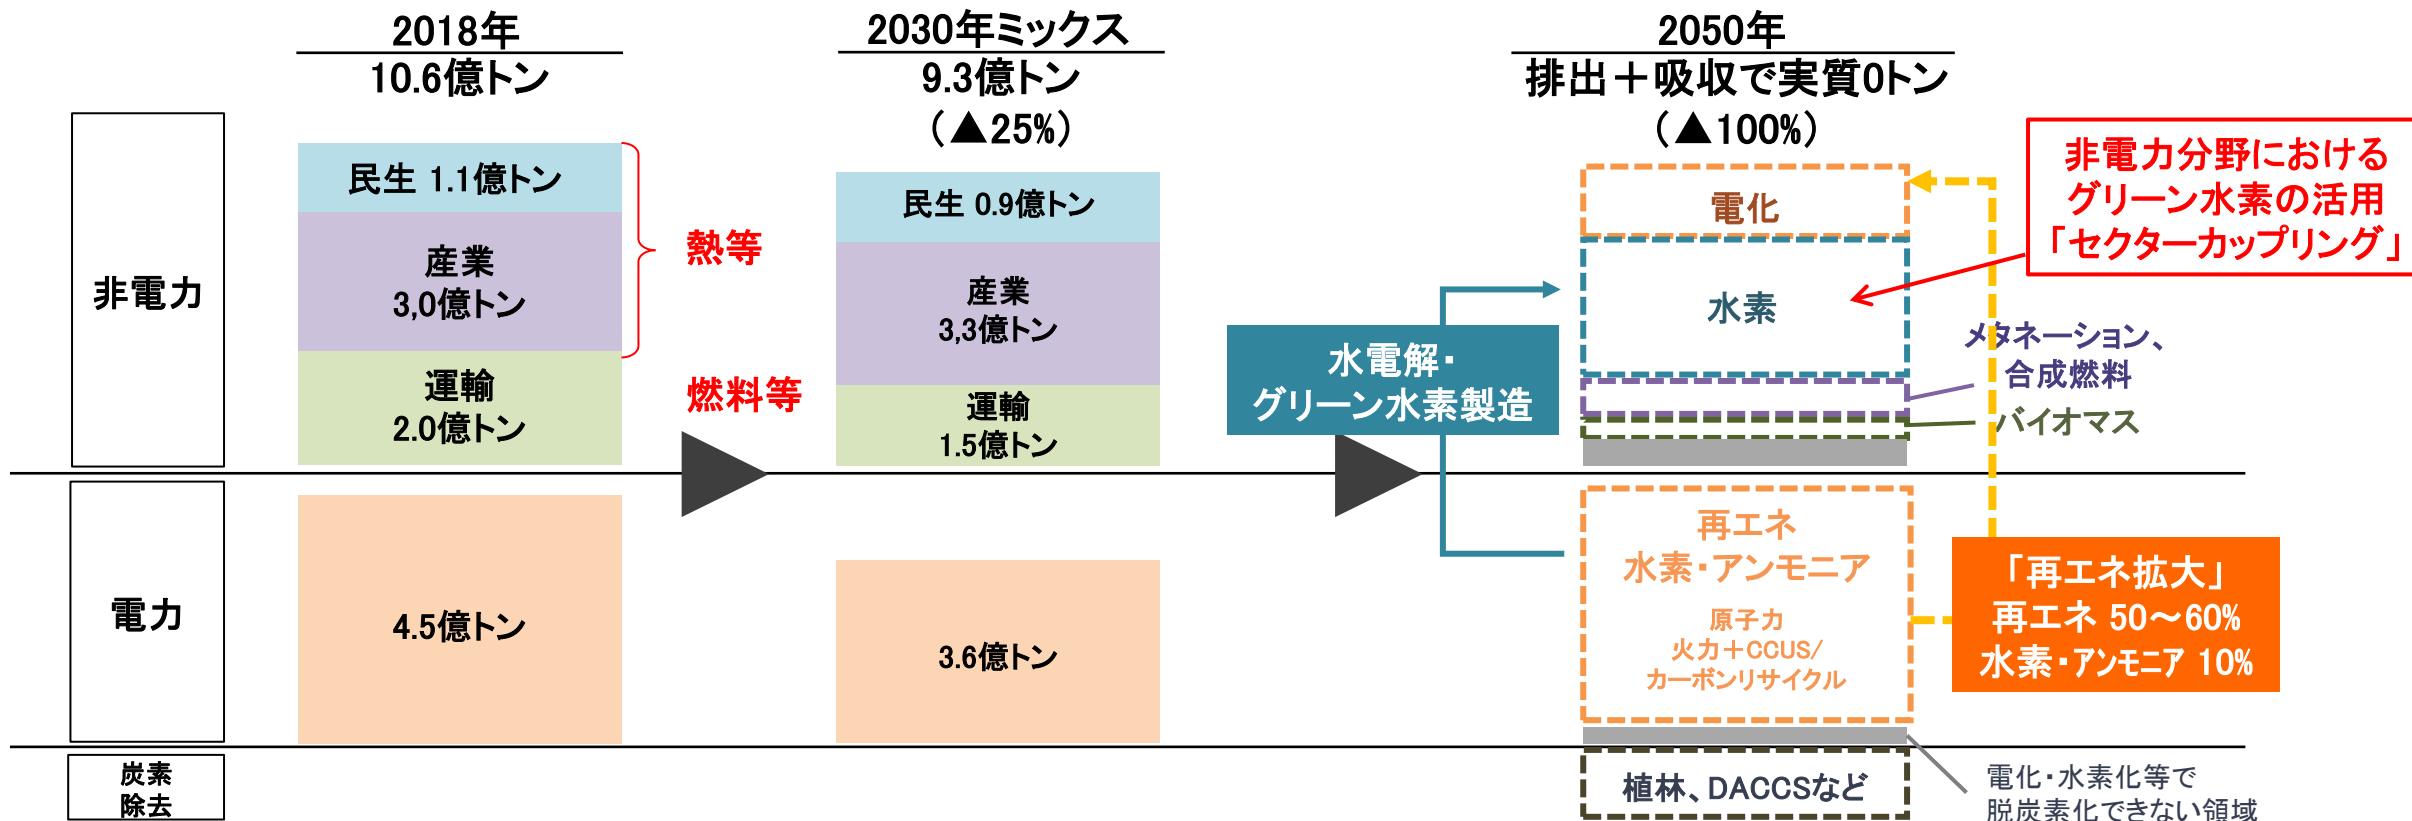 2018年
10.6億トン
2030年ミックス
9.3億トン
（▲25%）
2050年
排出＋吸収で実質0トン
（▲100%）
非電力
民生 1.1億トン
産業
3,0億トン
運輸
2.0億トン
熱等
燃料等
民生 0.9億トン
産業
3,3億トン
運輸
1.5億トン
水電解・
グリーン水素製造
電化
水素
非電力分野における
グリーン水素の活用
「セクターカップリング」
メタネーション、
合成燃料
バイオマス
電力
4.5億トン
3.6億トン
再エネ
水素・アンモニア
原子力
火力＋CCUS/
カーボンリサイクル
「再エネ拡大」
再エネ 50～60%
水素・アンモニア 10%
炭素
除去
植林、DACCSなど
電化・水素化等で
脱炭素化できない領域